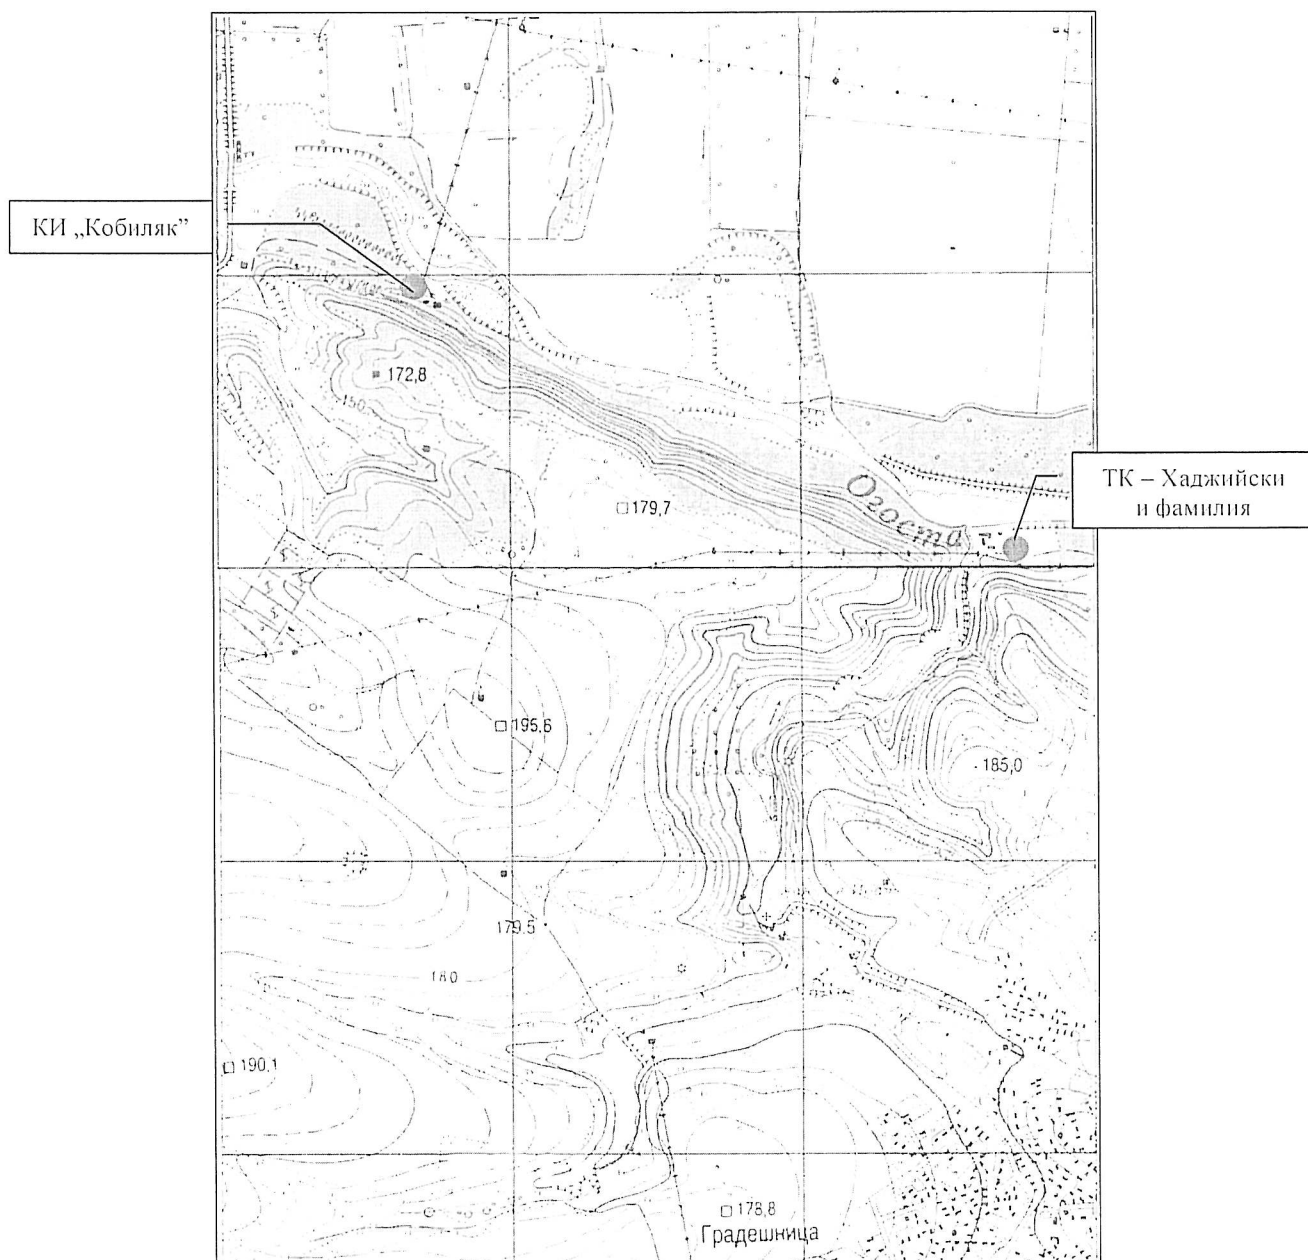 КИ „Кобиляк”
172,8
150
179,7
Огоста
ТК – Хаджийски
и фамилия
195,6
185,0
179.5
180
190,1
178,8
Градешница